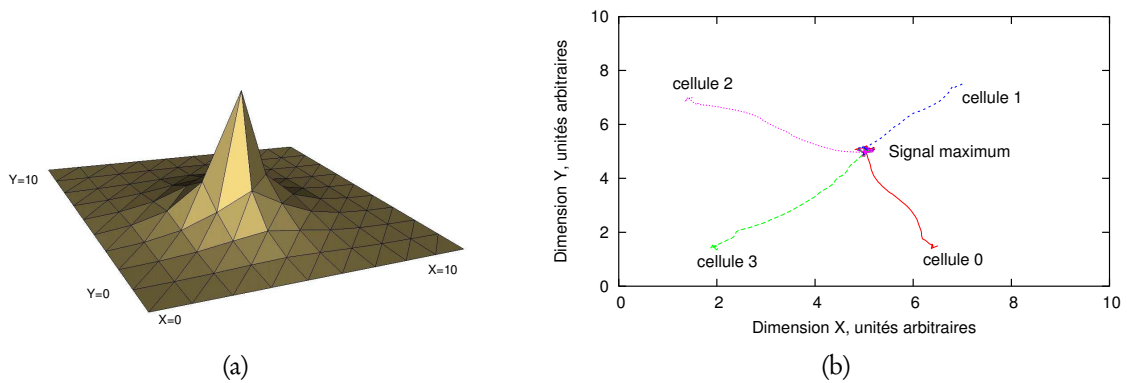 Y=10
Y=0
X=0
X=10
(a)
Dimension Y, unités arbitraires
10
8
6
4
2
0
cellule 2
cellule 1
Signal maximum
cellule 3
cellule 0
0 2 4 6 8 10
Dimension X, unités arbitraires
(b)